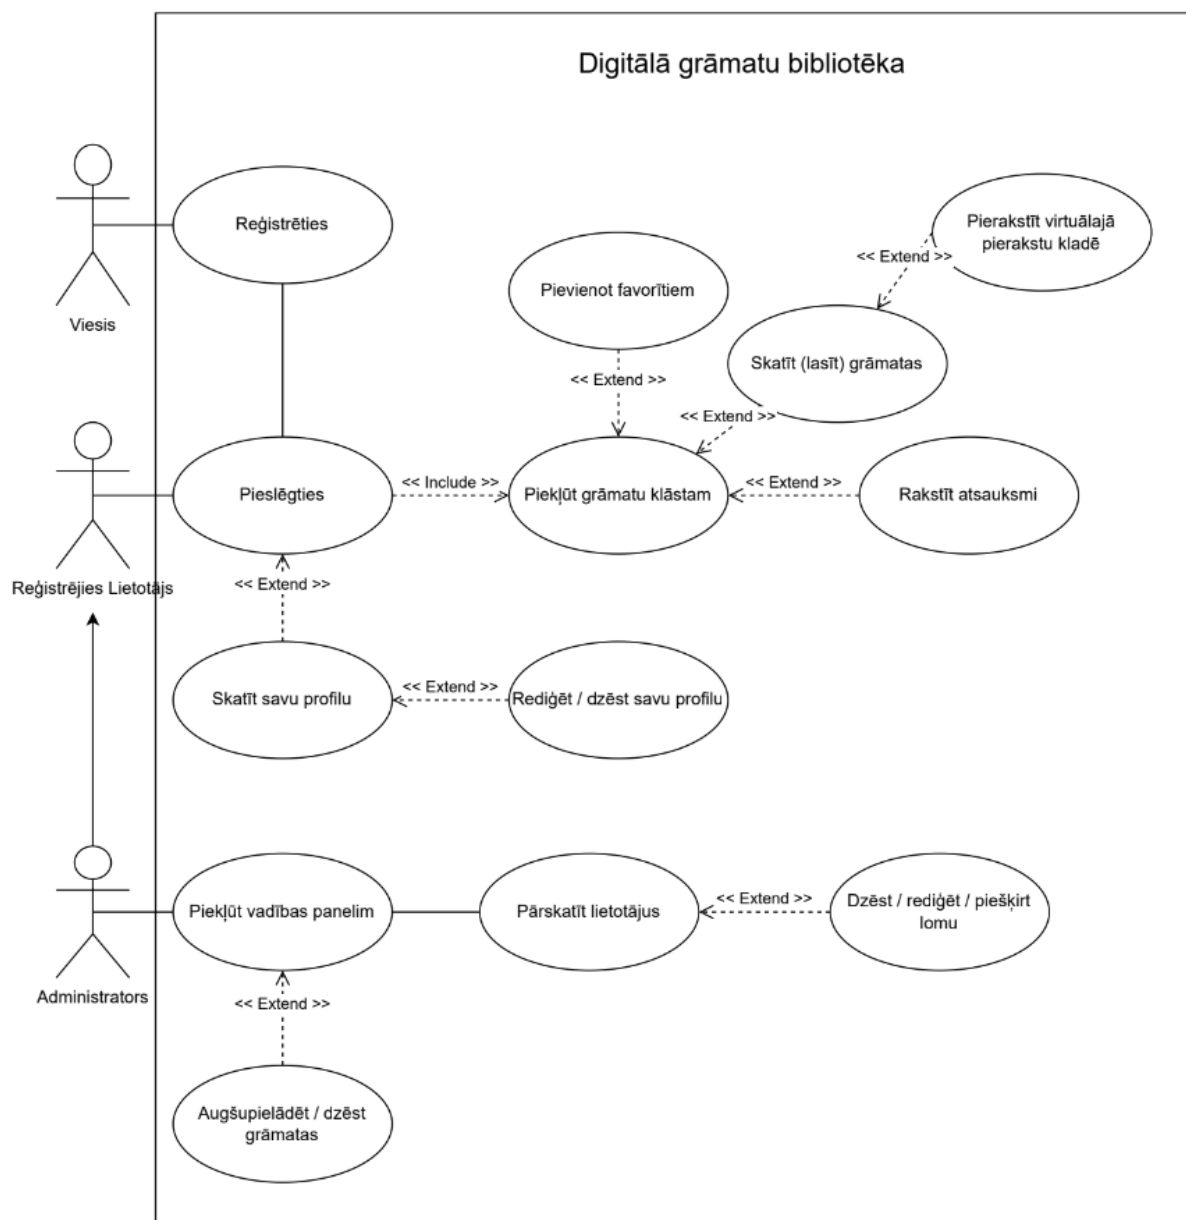 Digitālā grāmatu bibliotēka
Reģistrēties
Viesis
Pierakstīt virtuālajā
pierakstu kladē
<< Extend >>
Pievienot favorītiem
Skatīt (lasīt) grāmatas
<< Extend >>
<< Extend >>
Pieslēgties
<< Include >>
Piekļūt grāmatu klāstam
<< Extend >>
Rakstīt atsauksmi
Reģistrējies Lietotājs
<< Extend >>
Skatīt savu profilu
<< Extend >>
Rediģēt / dzēst savu profilu
Piekļūt vadības panelim
Pārskatīt lietotājus
<< Extend >>
Dzēst / rediģēt / piešķirt
lomu
Administrators
<< Extend >>
Augšupielādēt / dzēst
grāmatas